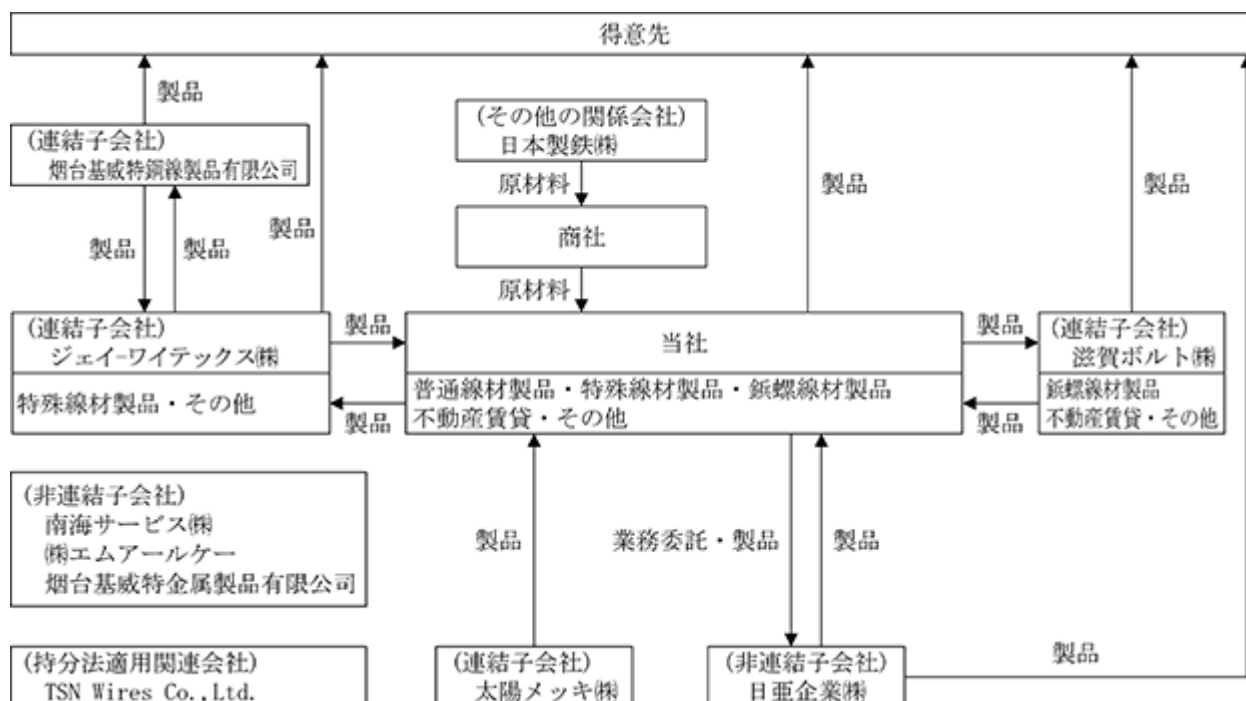 得意先
製品
(連結子会社)
烟台基威特鋼線製品有限公司
(その他の関係会社)
日本製鉄㈱
原材料
商社
原材料
製品
製品
製品
製品
製品
(連結子会社)
ジェイ-ワイテックス㈱
特殊線材製品・その他
製品
製品
当社
普通線材製品・特殊線材製品・鋲螺線材製品
不動産賃貸・その他
製品
製品
(連結子会社)
滋賀ボルト㈱
鋲螺線材製品
不動産賃貸・その他
(非連結子会社)
南海サービス㈱
㈱エムアールケー
烟台基威特金属製品有限公司
製品
業務委託・製品
製品
製品
(持分法適用関連会社)
TSN Wires Co.,Ltd.
(連結子会社)
太陽メッキ㈱
(非連結子会社)
日亜企業㈱